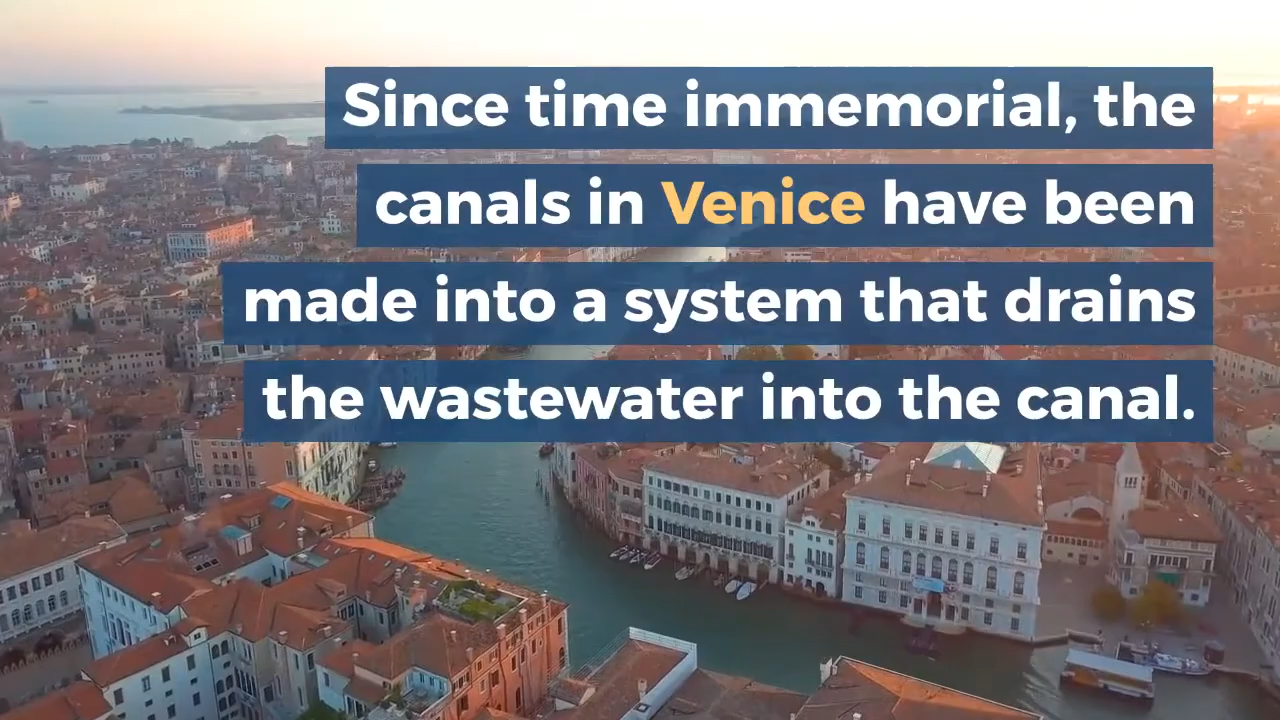 Since time immemorial, the
canals in Venice have been
made into a system that drains
the wastewater into the canal.